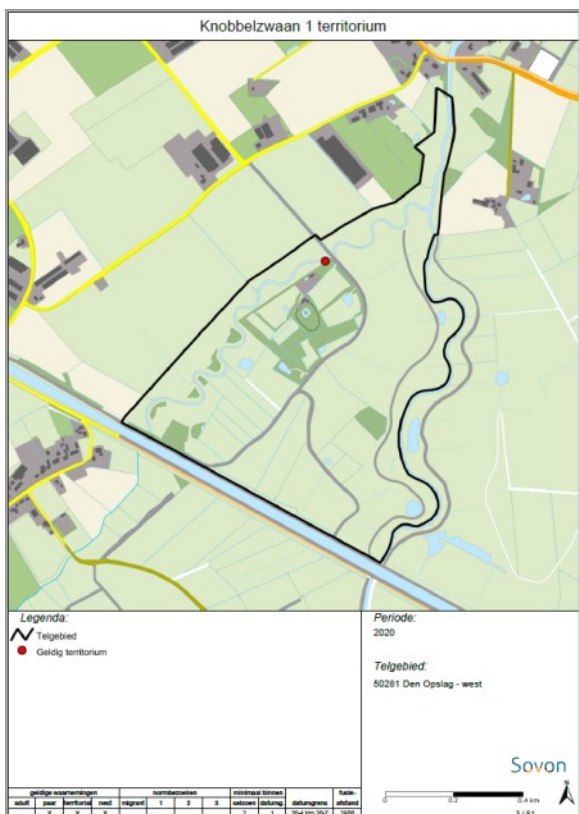 Knobbelzwaan 1 territorium
Legenda:
Telgebied
Geldig territorium
Periode:
2020
Telgebied:
50281 Den Opslag - west
Sovon
N
0 0.2 0.4 km
geldige waarnemingen normbezoeken minimaal binnen fusie-
adult paar territoriaal nest migrant 1 2 3 seizoen datumg. datumgrens afstand
X X X 2 1